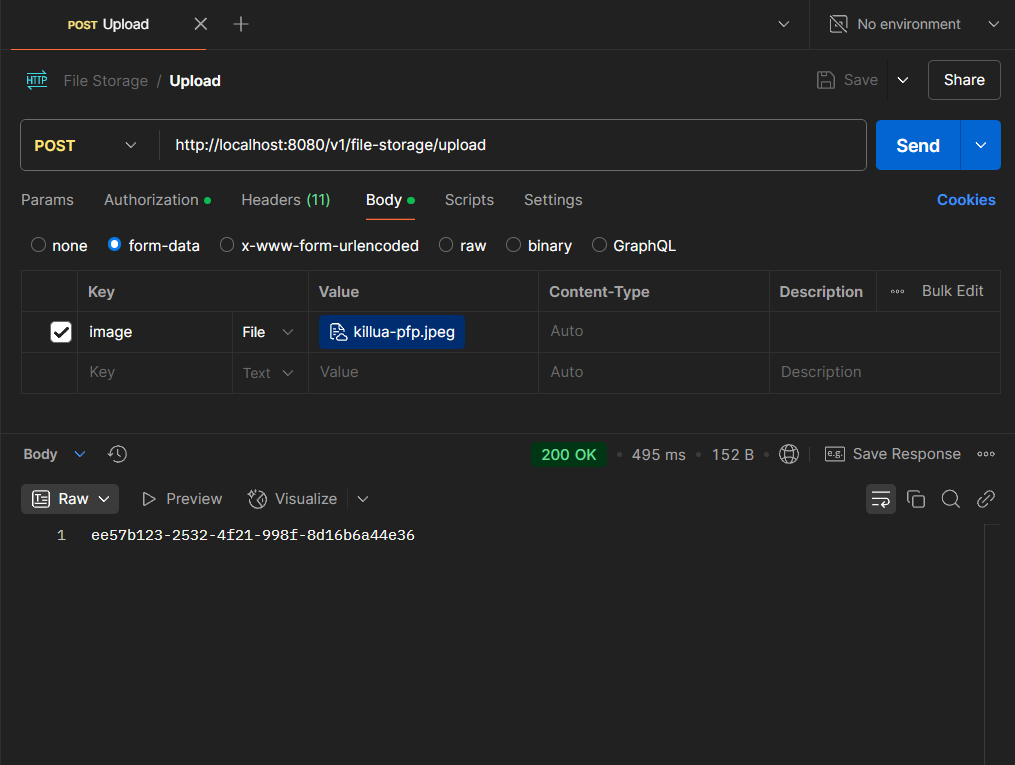 POST Upload
No environment
HTTP File Storage / Upload
Save
Share
POST
http://localhost:8080/v1/file-storage/upload
Send
Params
Authorization
Headers (11)
Body
Scripts
Settings
Cookies
none
form-data
x-www-form-urlencoded
raw
binary
GraphQL
Key
Value
Content-Type
Description
Bulk Edit
image
File
killua-pfp.jpeg
Auto
Key
Text
Value
Auto
Description
Body
200 OK
495 ms
152 B
e.g.
Save Response
Raw
Preview
Visualize
1 ee57b123-2532-4f21-998f-8d16b6a44e36